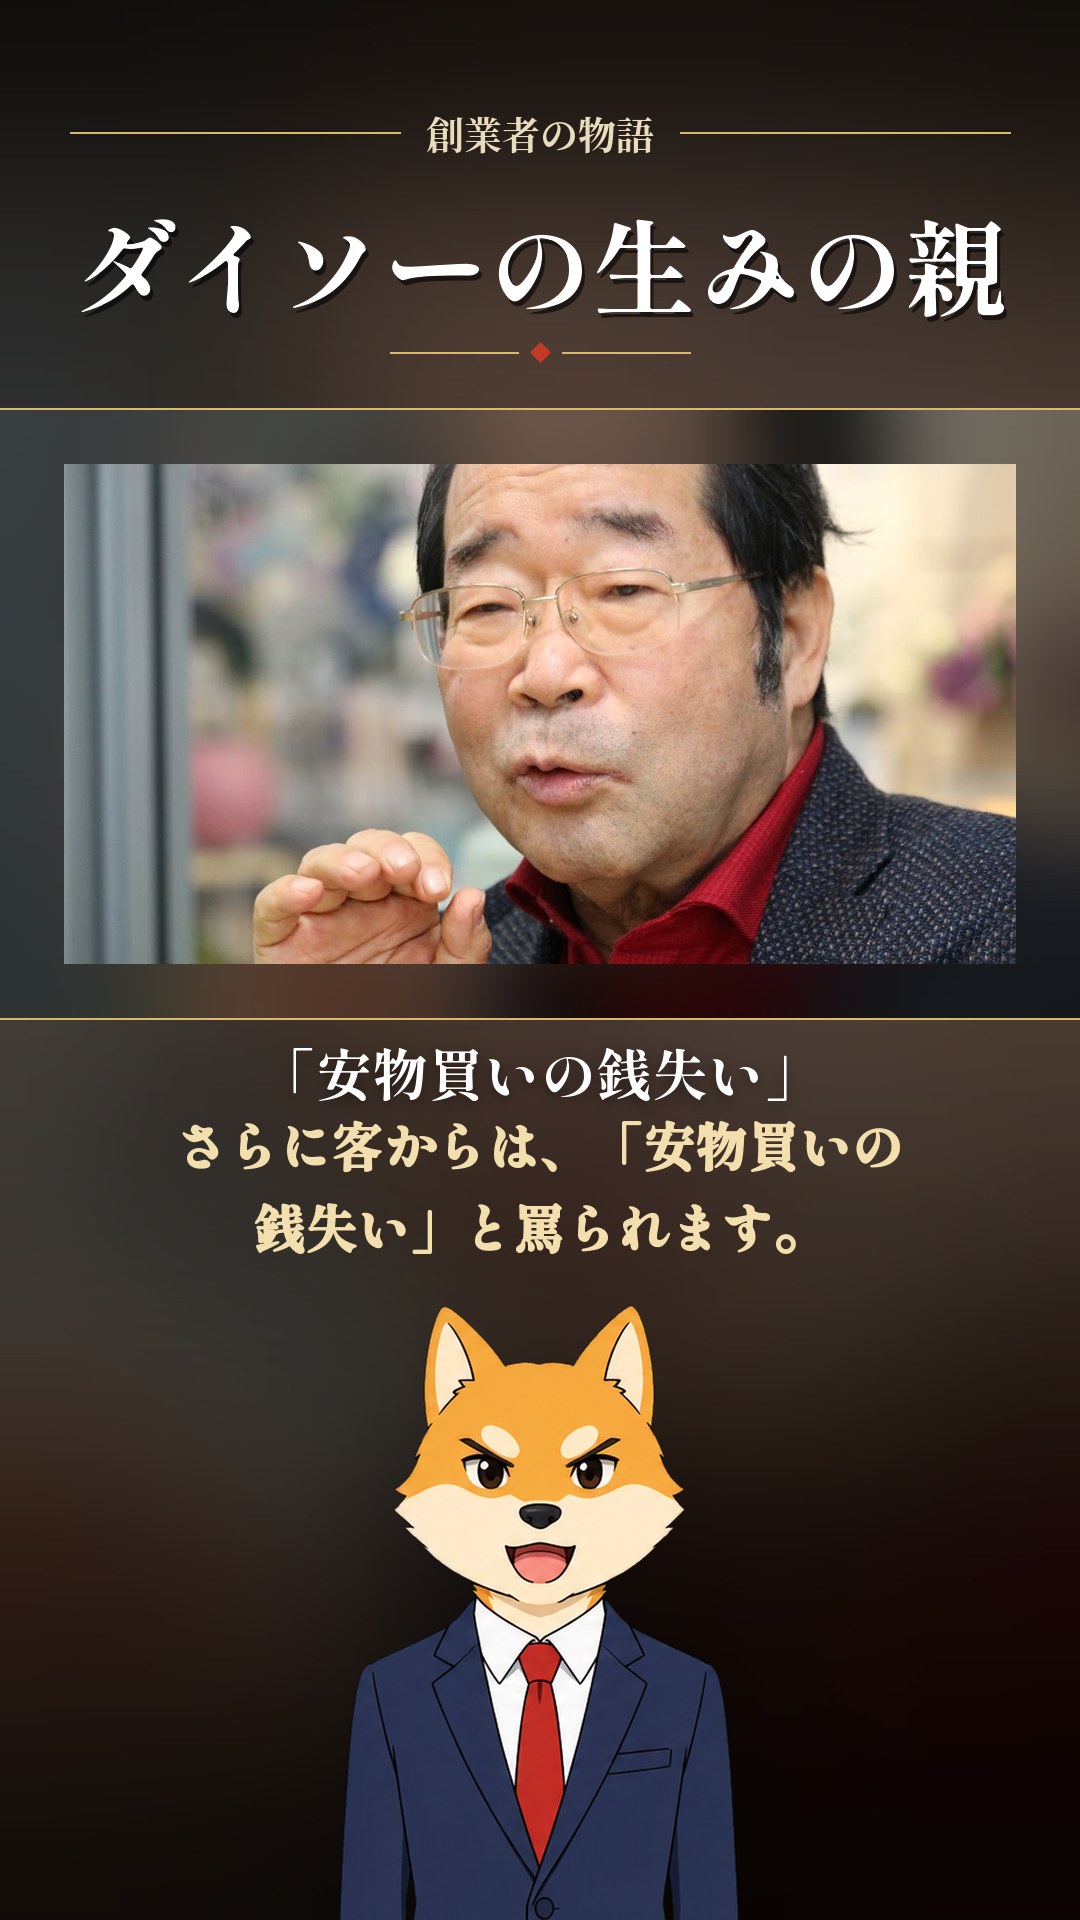 創業者の物語
ダイソーの生みの親
「安物買いの銭失い」
さらに客からは、「安物買いの
銭失い」と罵られます。